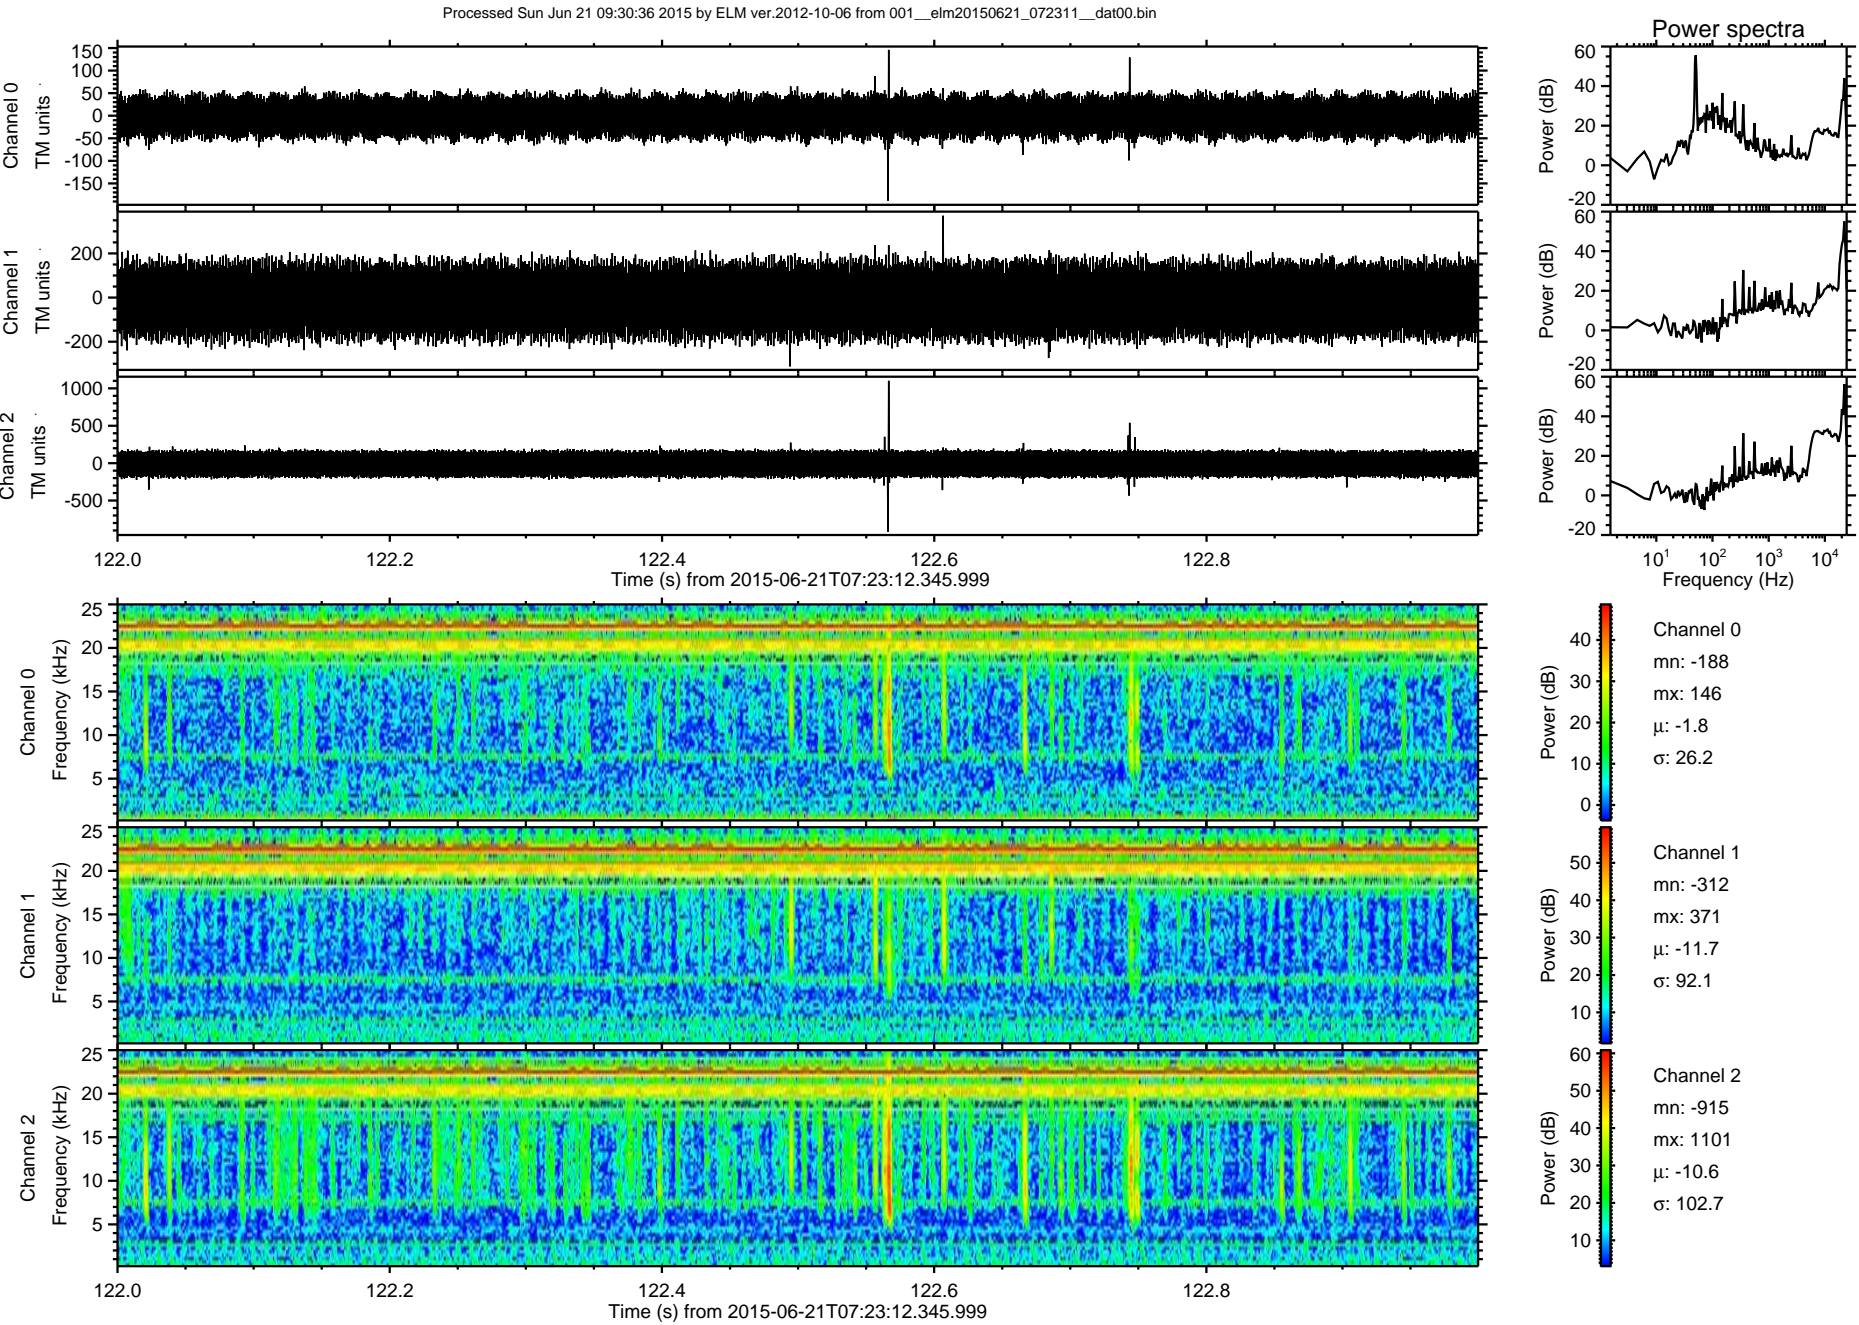 Processed Sun Jun 21 09:30:36 2015 by ELM ver.2012-10-06 from 001__elm20150621_072311__dat00.bin
Power spectra
Channel 0
TM units
150
100
50
0
-50
-100
-150
Power (dB)
60
40
20
0
-20
Channel 1
TM units
200
0
-200
Power (dB)
60
40
20
0
-20
Channel 2
TM units
1000
500
0
-500
Power (dB)
60
40
20
0
-20
122.0 122.2 122.4 122.6 122.8
Time (s) from 2015-06-21T07:23:12.345.999
10^1 10^2 10^3 10^4
Frequency (Hz)
Channel 0
Frequency (kHz)
25
20
15
10
5
Power (dB)
40
30
20
10
0
Channel 0
mn: -188
mx: 146
μ: -1.8
σ: 26.2
Channel 1
Frequency (kHz)
25
20
15
10
5
Power (dB)
50
40
30
20
10
Channel 1
mn: -312
mx: 371
μ: -11.7
σ: 92.1
Channel 2
Frequency (kHz)
25
20
15
10
5
Power (dB)
60
50
40
30
20
10
Channel 2
mn: -915
mx: 1101
μ: -10.6
σ: 102.7
122.0 122.2 122.4 122.6 122.8
Time (s) from 2015-06-21T07:23:12.345.999